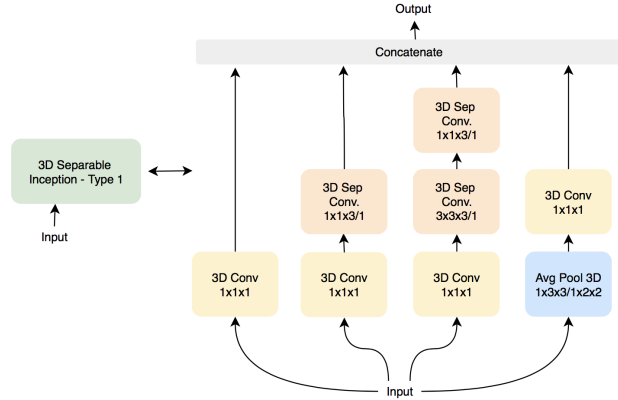 Output
Concatenate
3D Sep
Conv.
1x1x3/1
3D Separable
Inception - Type 1
3D Sep
Conv.
1x1x3/1
3D Sep
Conv.
3x3x3/1
3D Conv
1x1x1
Input
3D Conv
1x1x1
3D Conv
1x1x1
3D Conv
1x1x1
Avg Pool 3D
1x3x3/1x2x2
Input